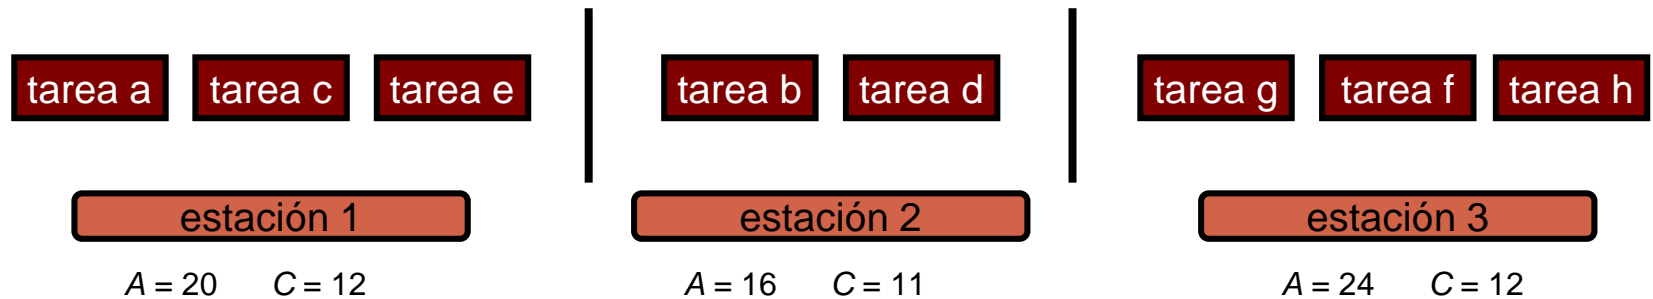 tarea a tarea c tarea e tarea b tarea d tarea g tarea f tarea h
estación 1 estación 2 estación 3
A = 20 C = 12 A = 16 C = 11 A = 24 C = 12